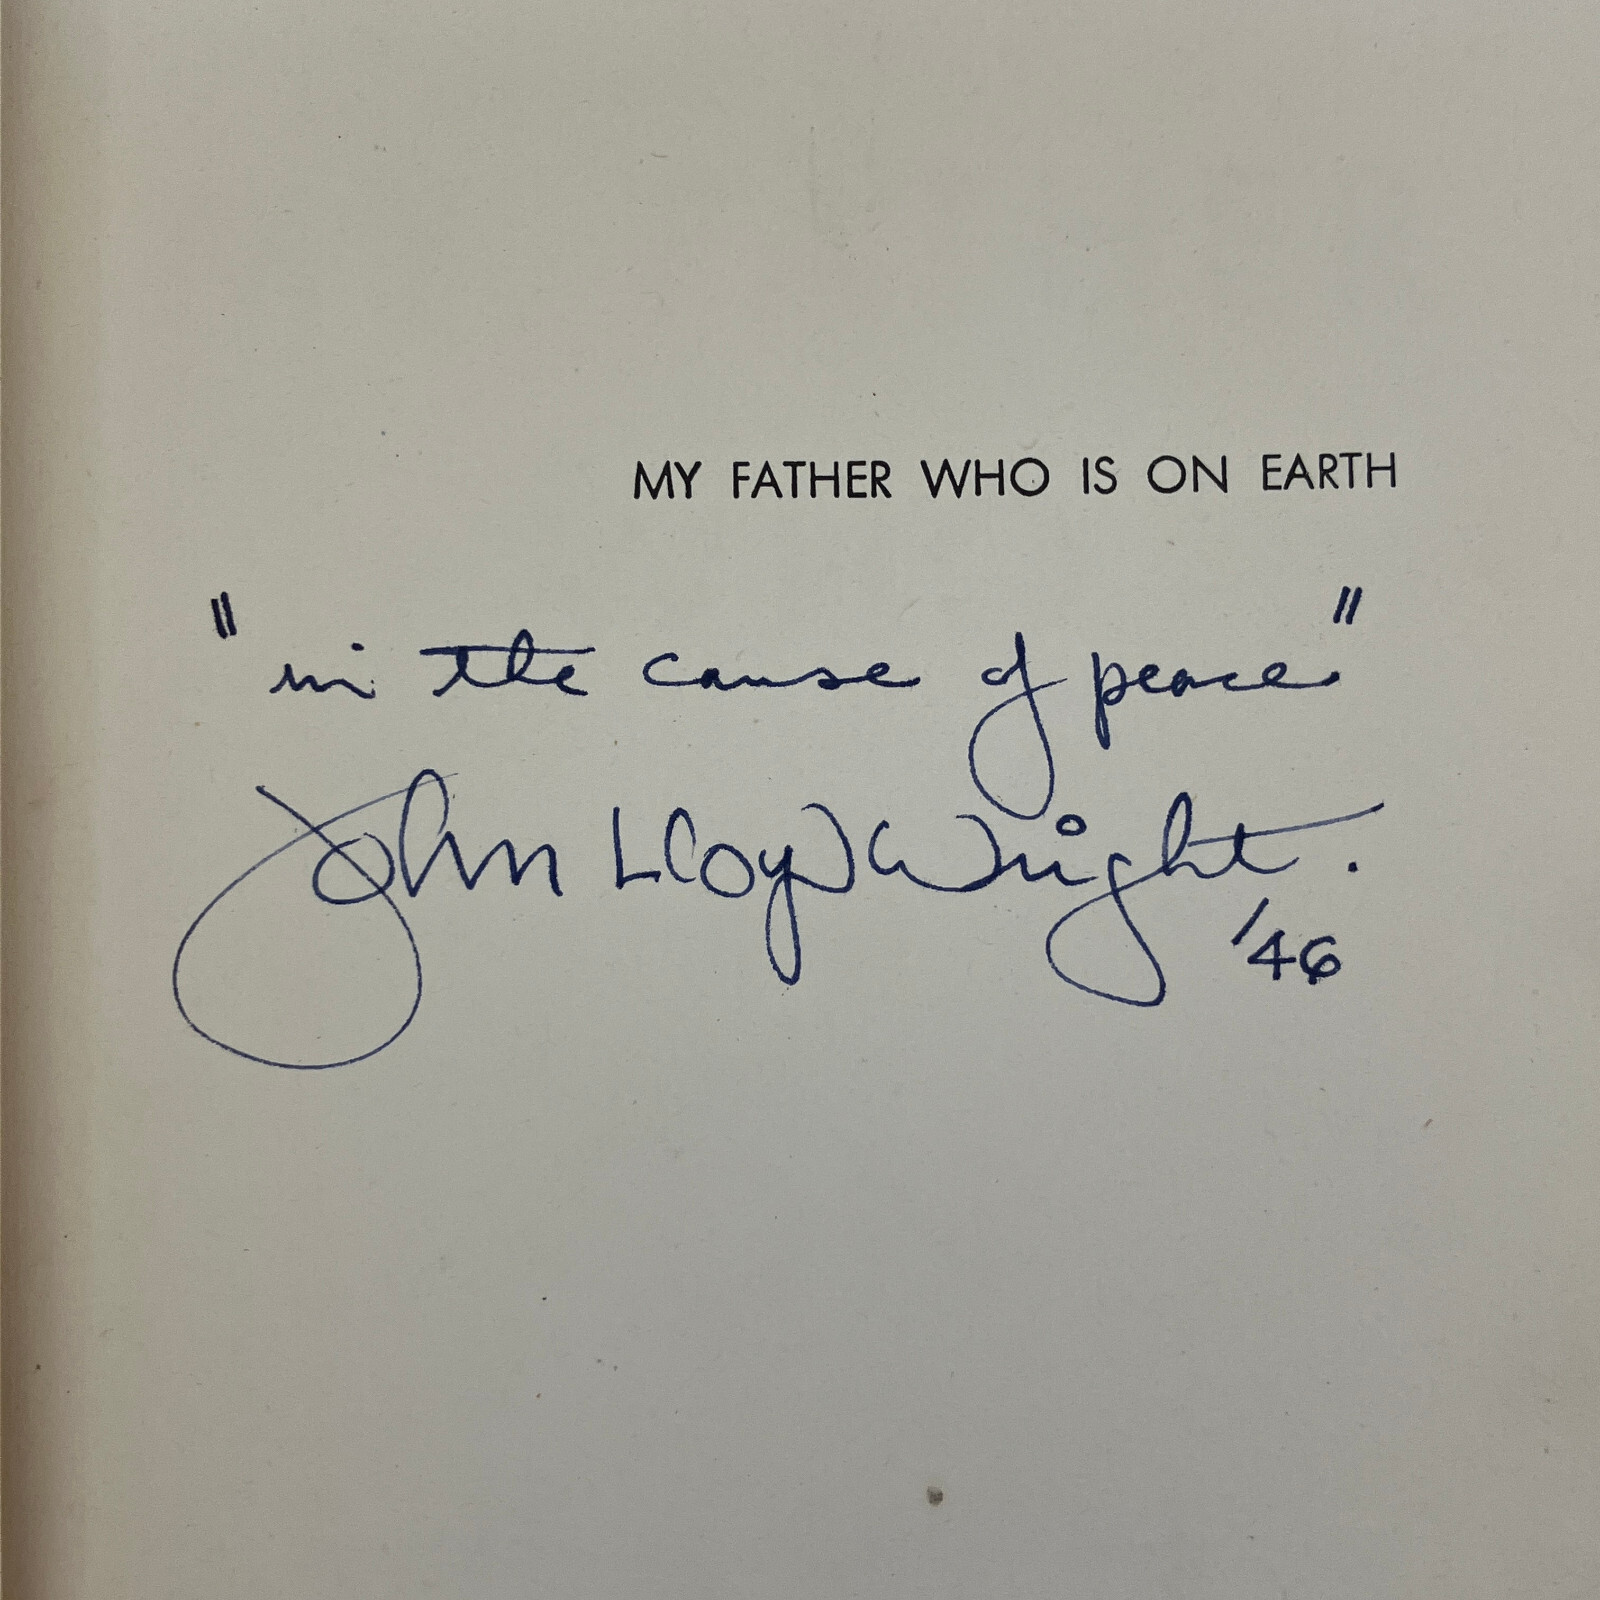 MY FATHER WHO IS ON EARTH
"in the cause of peace."
John Lloyd Wright.
'46